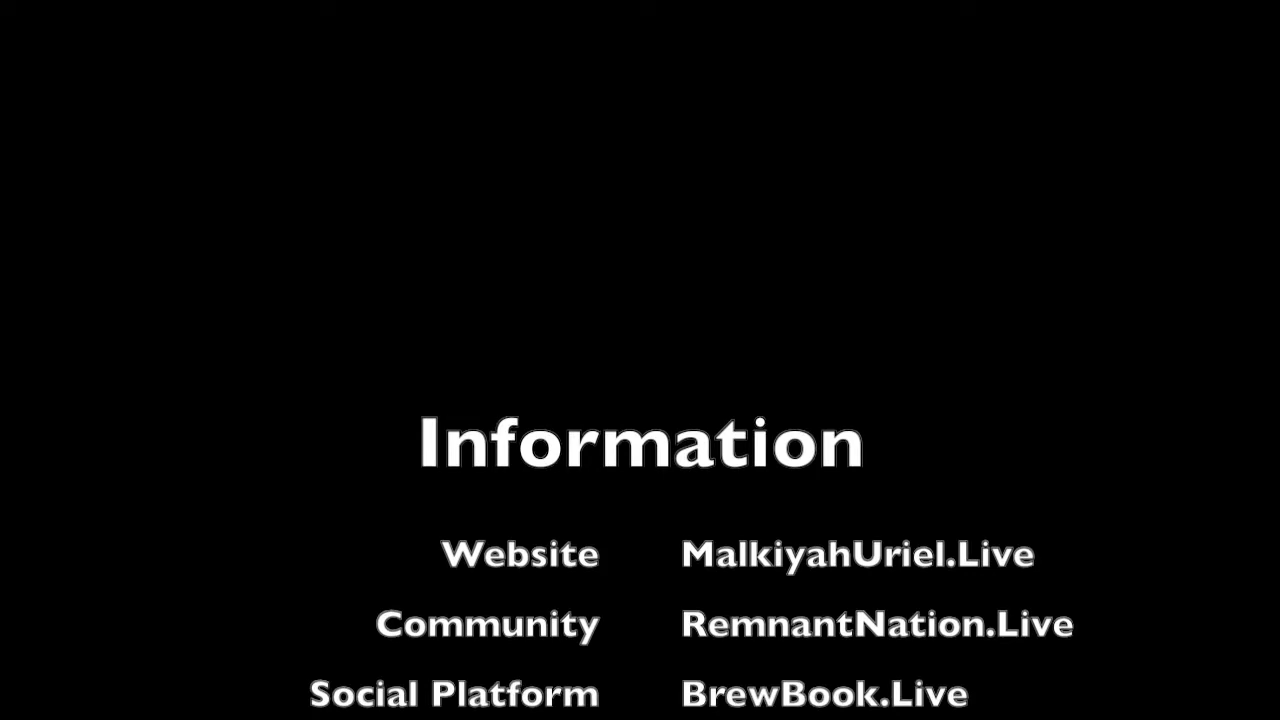 Information
Website MalkiyahUriel.Live
Community RemnantNation.Live
Social Platform BrewBook.Live